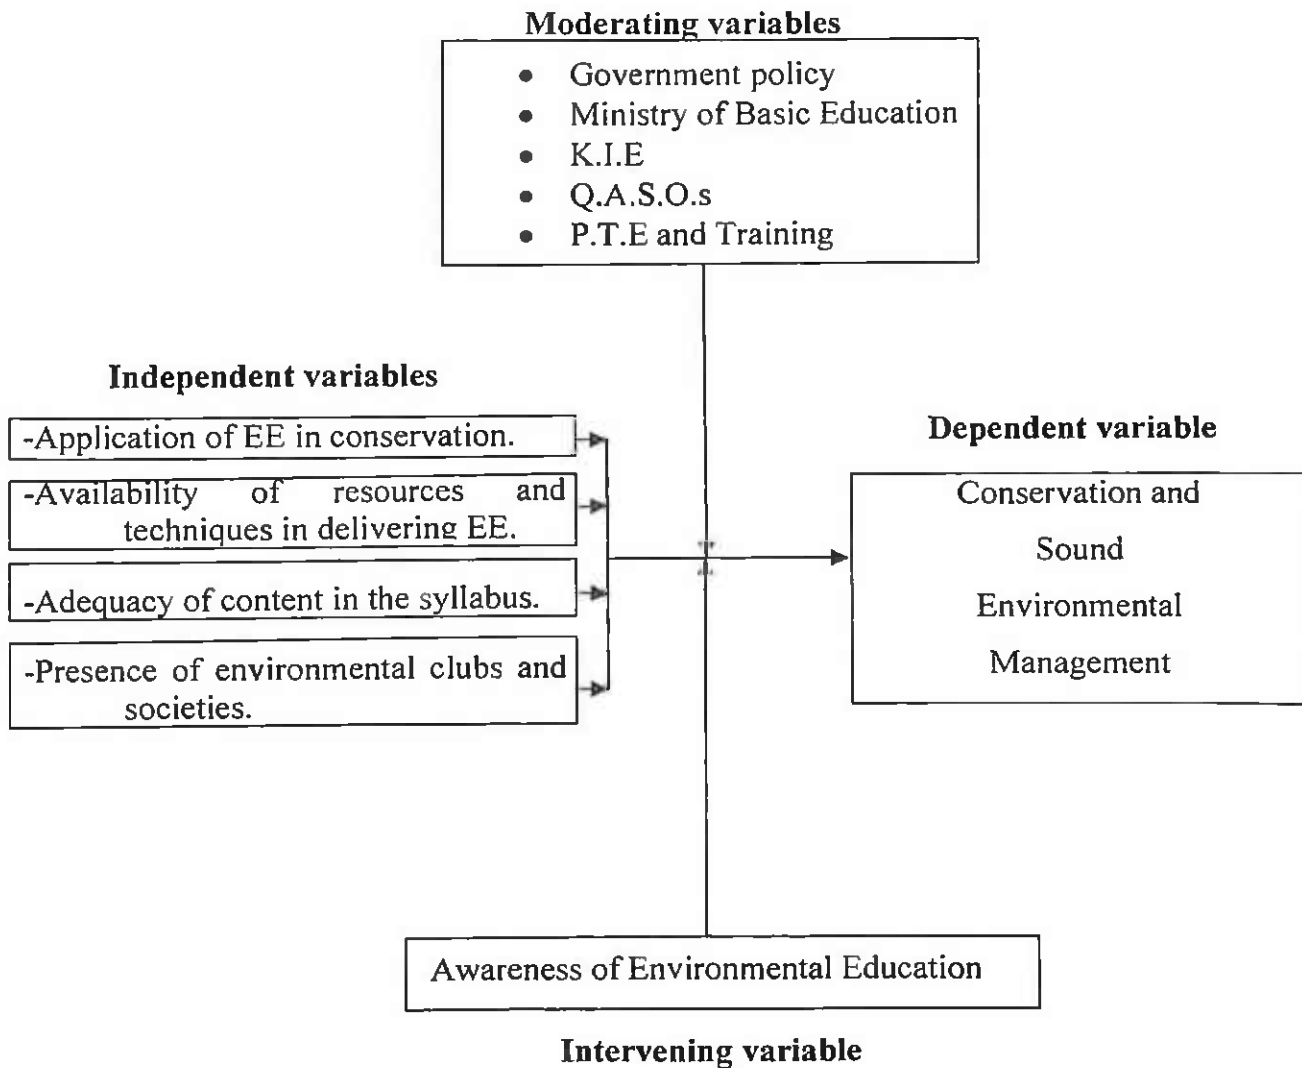 Moderating variables
• Government policy
• Ministry of Basic Education
• K.I.E
• Q.A.S.O.s
• P.T.E and Training
Independent variables
-Application of EE in conservation.
-Availability of resources and
techniques in delivering EE.
-Adequacy of content in the syllabus.
-Presence of environmental clubs and
societies.
Dependent variable
Conservation and
Sound
Environmental
Management
Awareness of Environmental Education
Intervening variable